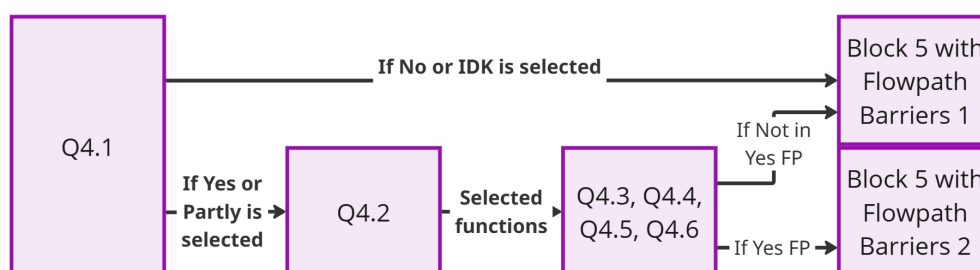 Q4.1
If No or IDK is selected
Block 5 with
Flowpath
Barriers 1
If Yes or
Partly is
selected
Q4.2
Selected
functions
Q4.3, Q4.4,
Q4.5, Q4.6
If Not in
Yes FP
If Yes FP
Block 5 with
Flowpath
Barriers 2